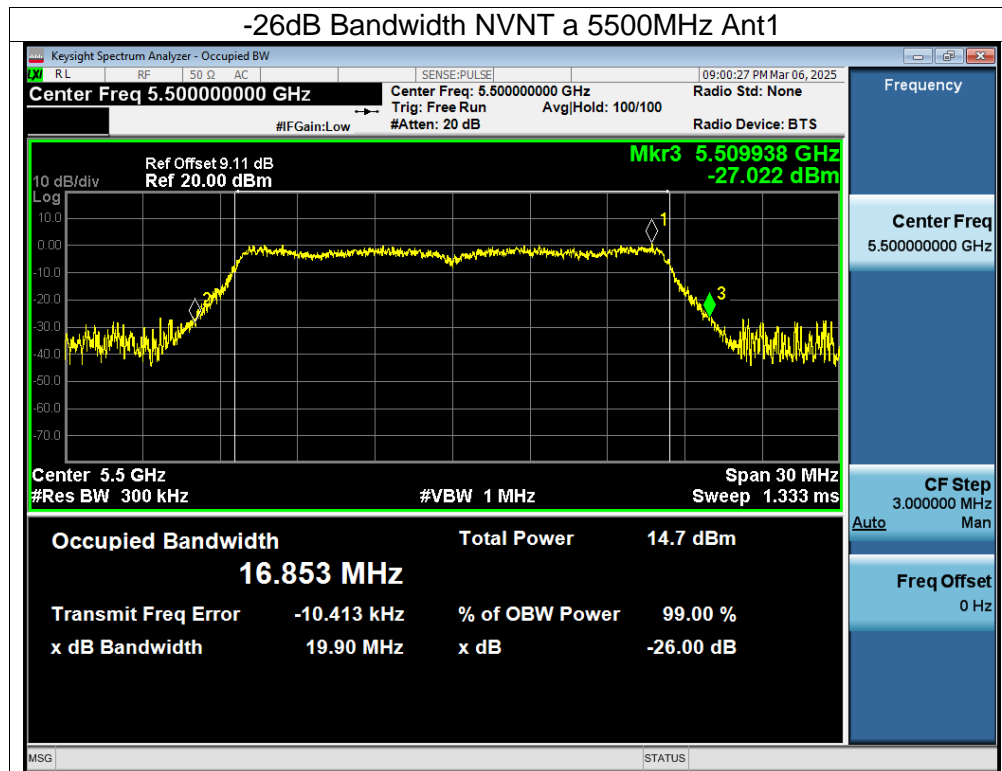 -26dB Bandwidth NVNT a 5500MHz Ant1
Keysight Spectrum Analyzer - Occupied BW
LXI RL RF 50 Ω AC SENSE:PULSE 09:00:27 PM Mar 06, 2025
Center Freq 5.500000000 GHz
Center Freq: 5.500000000 GHz Radio Std: None
Trig: Free Run Avg|Hold: 100/100
#IFGain:Low #Atten: 20 dB Radio Device: BTS
Mkr3 5.509938 GHz
-27.022 dBm
Ref Offset 9.11 dB
10 dB/div Ref 20.00 dBm
Log
10.0
0.00
-10.0
-20.0
-30.0
-40.0
-50.0
-60.0
-70.0
1
2
3
Center 5.5 GHz Span 30 MHz
#Res BW 300 kHz #VBW 1 MHz Sweep 1.333 ms
Occupied Bandwidth Total Power 14.7 dBm
16.853 MHz
Transmit Freq Error -10.413 kHz % of OBW Power 99.00 %
x dB Bandwidth 19.90 MHz x dB -26.00 dB
Frequency
Center Freq
5.500000000 GHz
CF Step
3.000000 MHz
Auto Man
Freq Offset
0 Hz
MSG STATUS